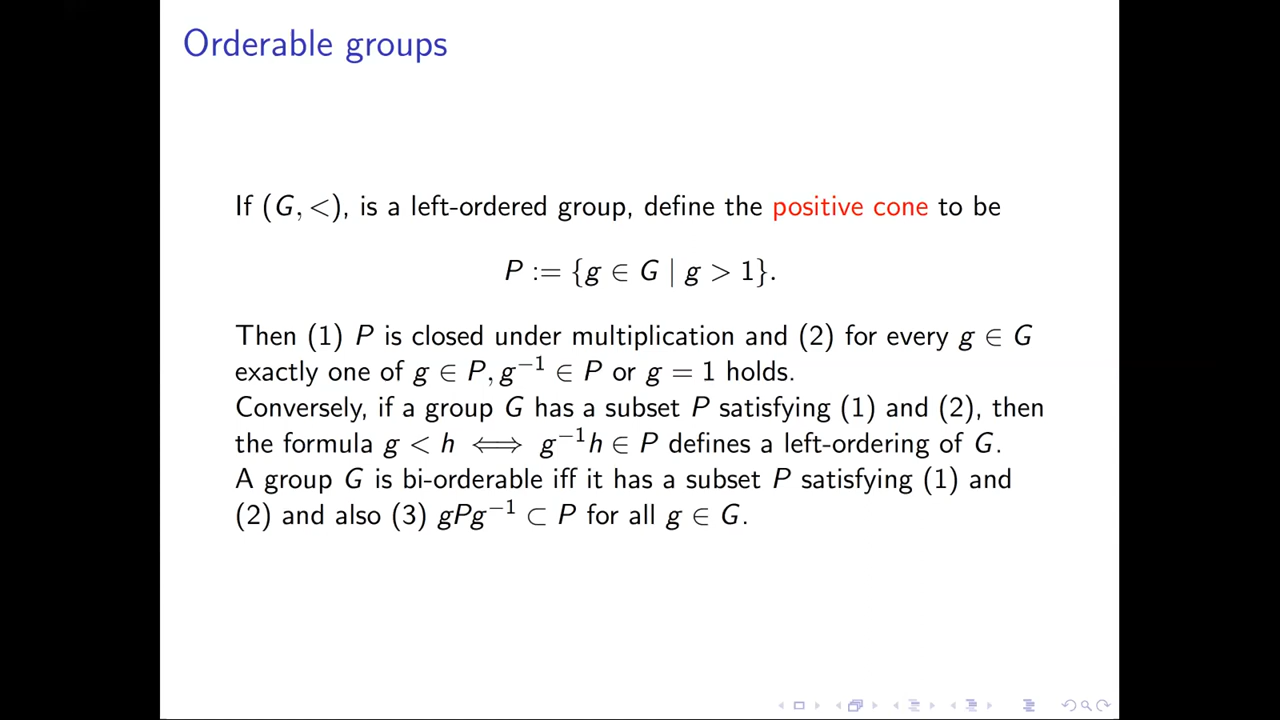 Orderable groups
If (G, <), is a left-ordered group, define the positive cone to be
P := {g ∈ G | g > 1}.
Then (1) P is closed under multiplication and (2) for every g ∈ G
exactly one of g ∈ P, g⁻¹ ∈ P or g = 1 holds.
Conversely, if a group G has a subset P satisfying (1) and (2), then
the formula g < h ⟺ g⁻¹h ∈ P defines a left-ordering of G.
A group G is bi-orderable iff it has a subset P satisfying (1) and
(2) and also (3) gPg⁻¹ ⊂ P for all g ∈ G.